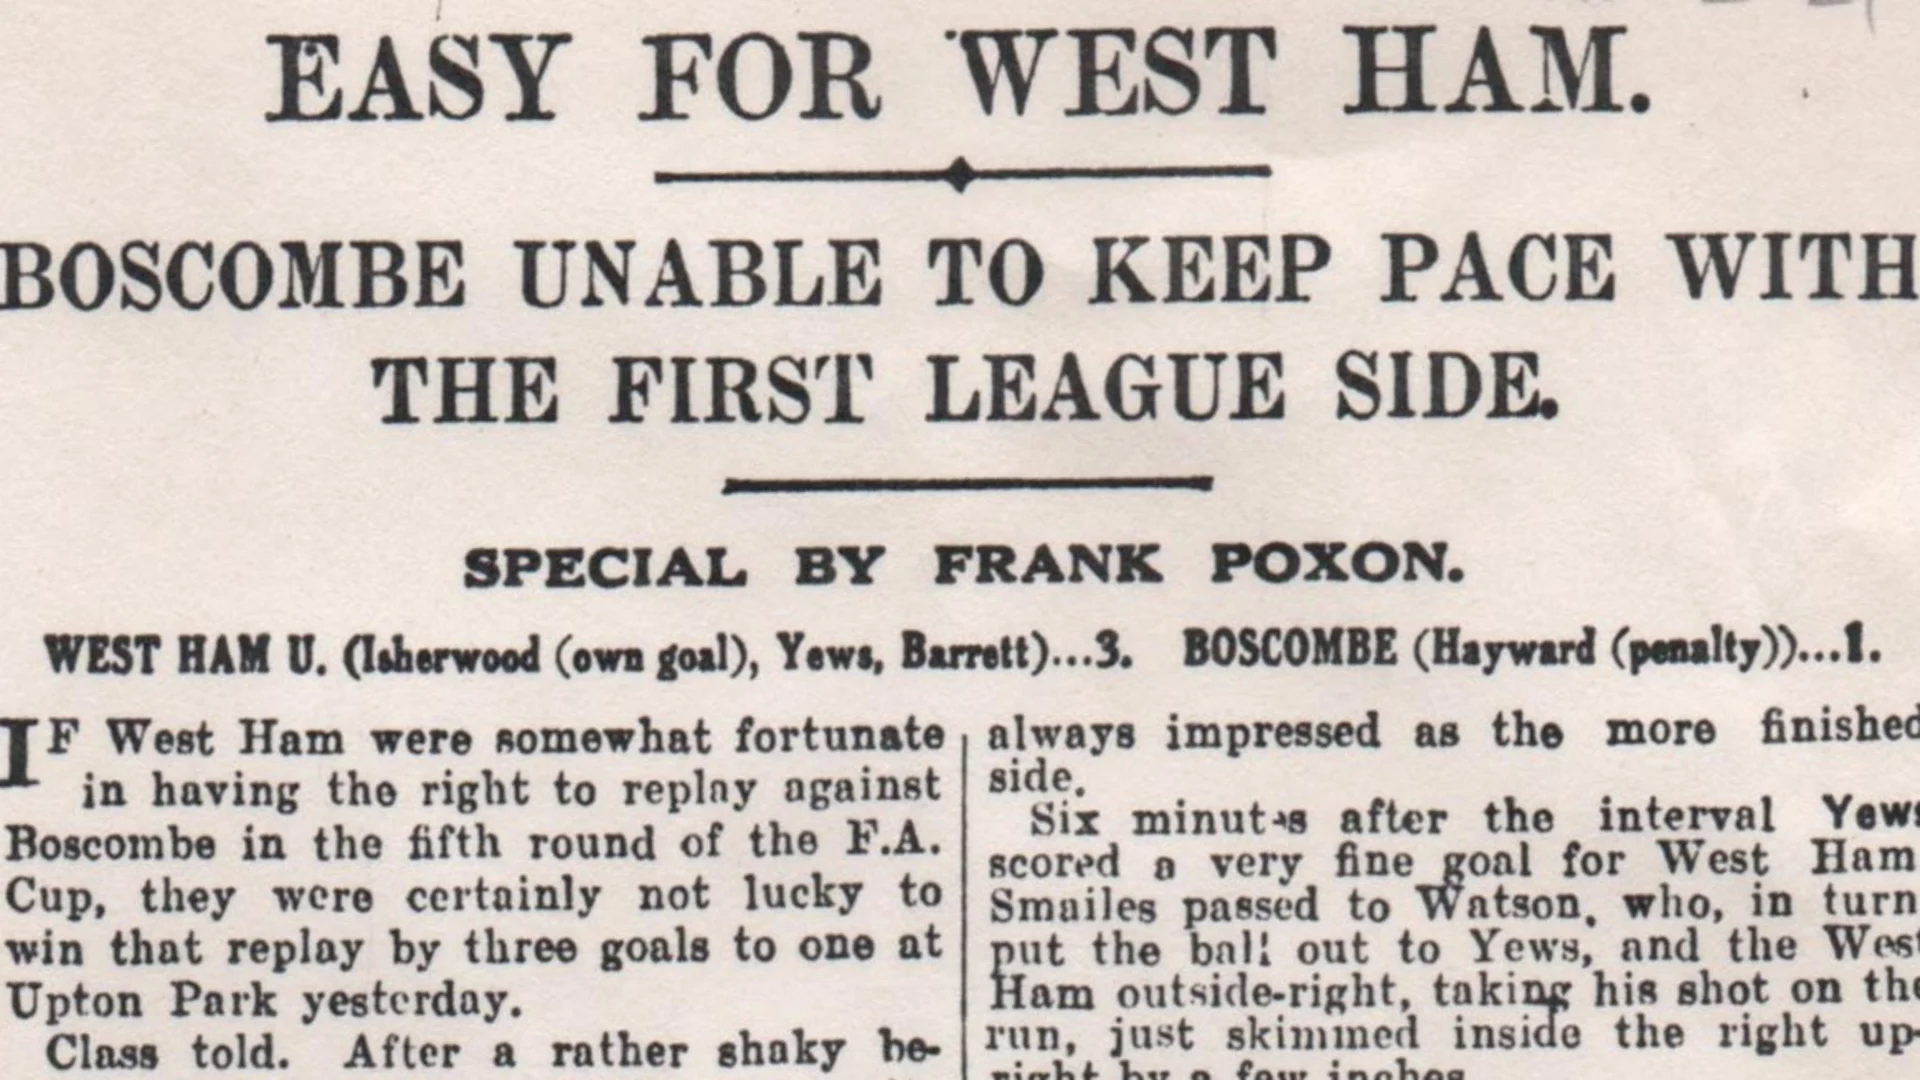 EASY FOR WEST HAM.
BOSCOMBE UNABLE TO KEEP PACE WITH
THE FIRST LEAGUE SIDE.
SPECIAL BY FRANK POXON.
WEST HAM U. (Isherwood (own goal), Yews, Barrett)...3. BOSCOMBE (Hayward (penalty))...1.
IF West Ham were somewhat fortunate
in having the right to replay against
Boscombe in the fifth round of the F.A.
Cup, they were certainly not lucky to
win that replay by three goals to one at
Upton Park yesterday.
Class told. After a rather shaky be-
always impressed as the more finished
side.
Six minutes after the interval Yews
scored a very fine goal for West Ham
Smailes passed to Watson, who, in turn
put the ball out to Yews, and the West
Ham outside-right, taking his shot on the
run, just skimmed inside the right up-
right by a few inches